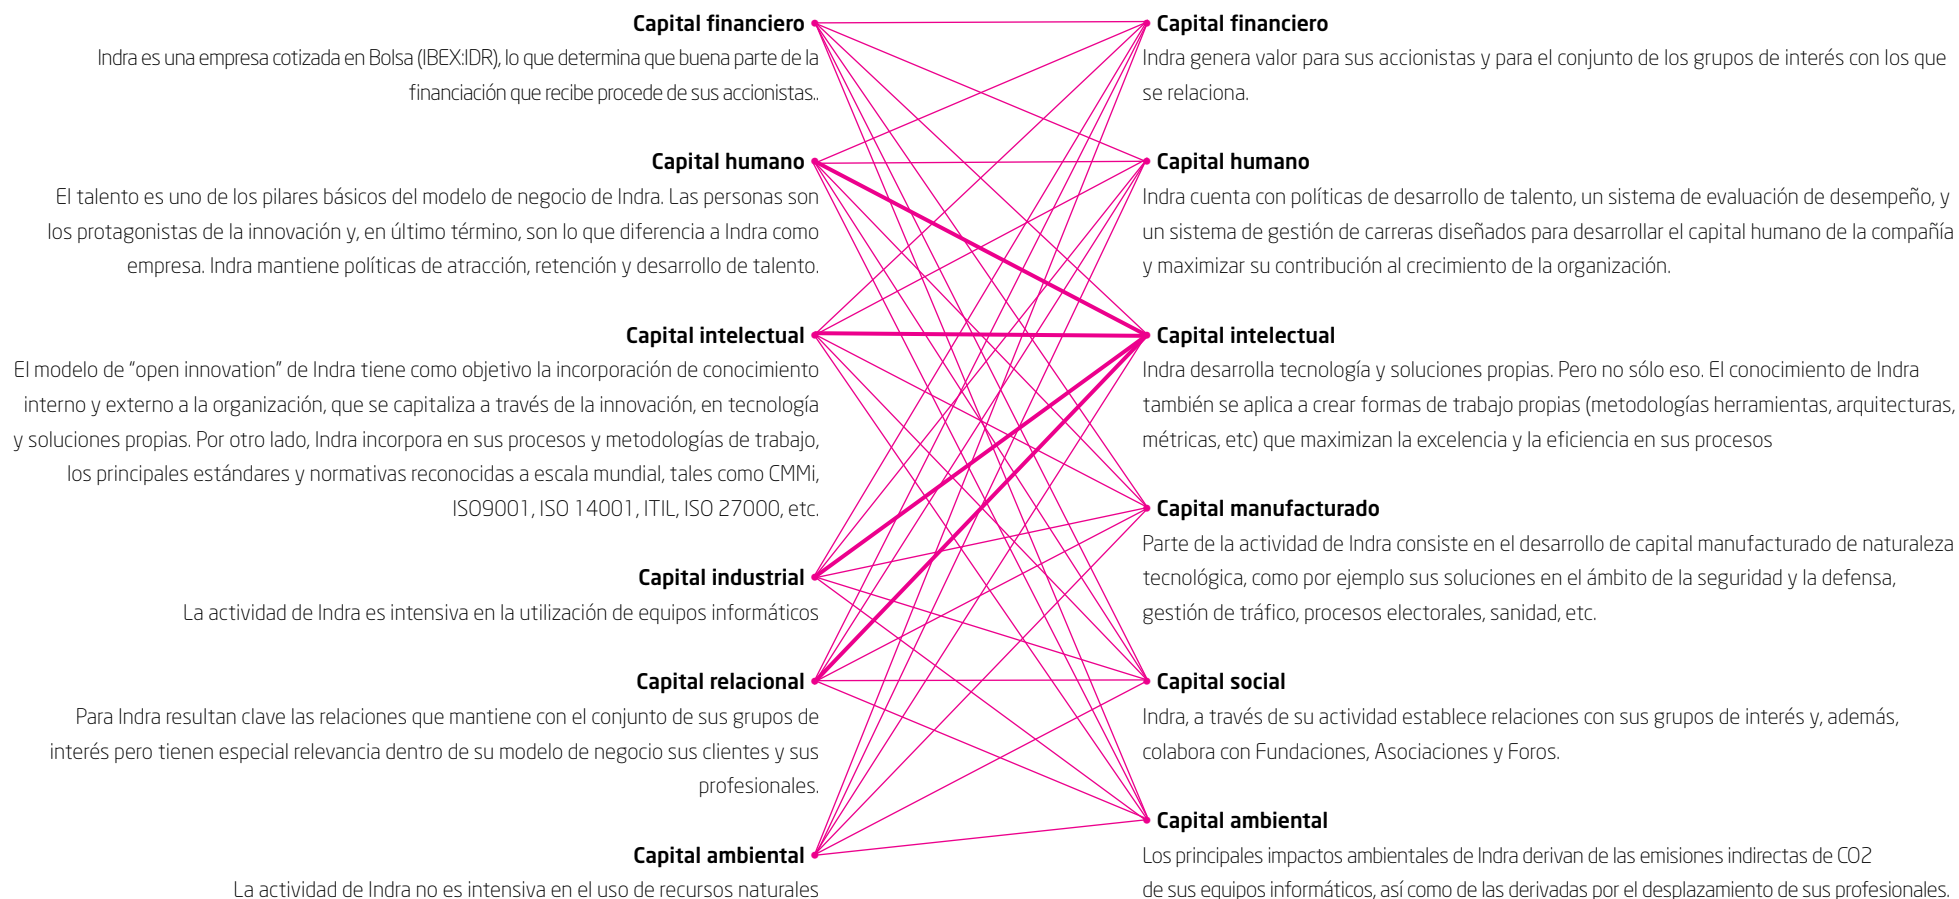 Capital financiero
Indra es una empresa cotizada en Bolsa (IBEX:IDR), lo que determina que buena parte de la
financiación que recibe procede de sus accionistas..
Capital humano
El talento es uno de los pilares básicos del modelo de negocio de Indra. Las personas son
los protagonistas de la innovación y, en último término, son lo que diferencia a Indra como
empresa. Indra mantiene políticas de atracción, retención y desarrollo de talento.
Capital intelectual
El modelo de “open innovation” de Indra tiene como objetivo la incorporación de conocimiento
interno y externo a la organización, que se capitaliza a través de la innovación, en tecnología
y soluciones propias. Por otro lado, Indra incorpora en sus procesos y metodologías de trabajo,
los principales estándares y normativas reconocidas a escala mundial, tales como CMMi,
ISO9001, ISO 14001, ITIL, ISO 27000, etc.
Capital industrial
La actividad de Indra es intensiva en la utilización de equipos informáticos
Capital relacional
Para Indra resultan clave las relaciones que mantiene con el conjunto de sus grupos de
interés pero tienen especial relevancia dentro de su modelo de negocio sus clientes y sus
profesionales.
Capital ambiental
La actividad de Indra no es intensiva en el uso de recursos naturales
Capital financiero
Indra genera valor para sus accionistas y para el conjunto de los grupos de interés con los que
se relaciona.
Capital humano
Indra cuenta con políticas de desarrollo de talento, un sistema de evaluación de desempeño, y
un sistema de gestión de carreras diseñados para desarrollar el capital humano de la compañía
y maximizar su contribución al crecimiento de la organización.
Capital intelectual
Indra desarrolla tecnología y soluciones propias. Pero no sólo eso. El conocimiento de Indra
también se aplica a crear formas de trabajo propias (metodologías herramientas, arquitecturas,
métricas, etc) que maximizan la excelencia y la eficiencia en sus procesos
Capital manufacturado
Parte de la actividad de Indra consiste en el desarrollo de capital manufacturado de naturaleza
tecnológica, como por ejemplo sus soluciones en el ámbito de la seguridad y la defensa,
gestión de tráfico, procesos electorales, sanidad, etc.
Capital social
Indra, a través de su actividad establece relaciones con sus grupos de interés y, además,
colabora con Fundaciones, Asociaciones y Foros.
Capital ambiental
Los principales impactos ambientales de Indra derivan de las emisiones indirectas de CO2
de sus equipos informáticos, así como de las derivadas por el desplazamiento de sus profesionales.